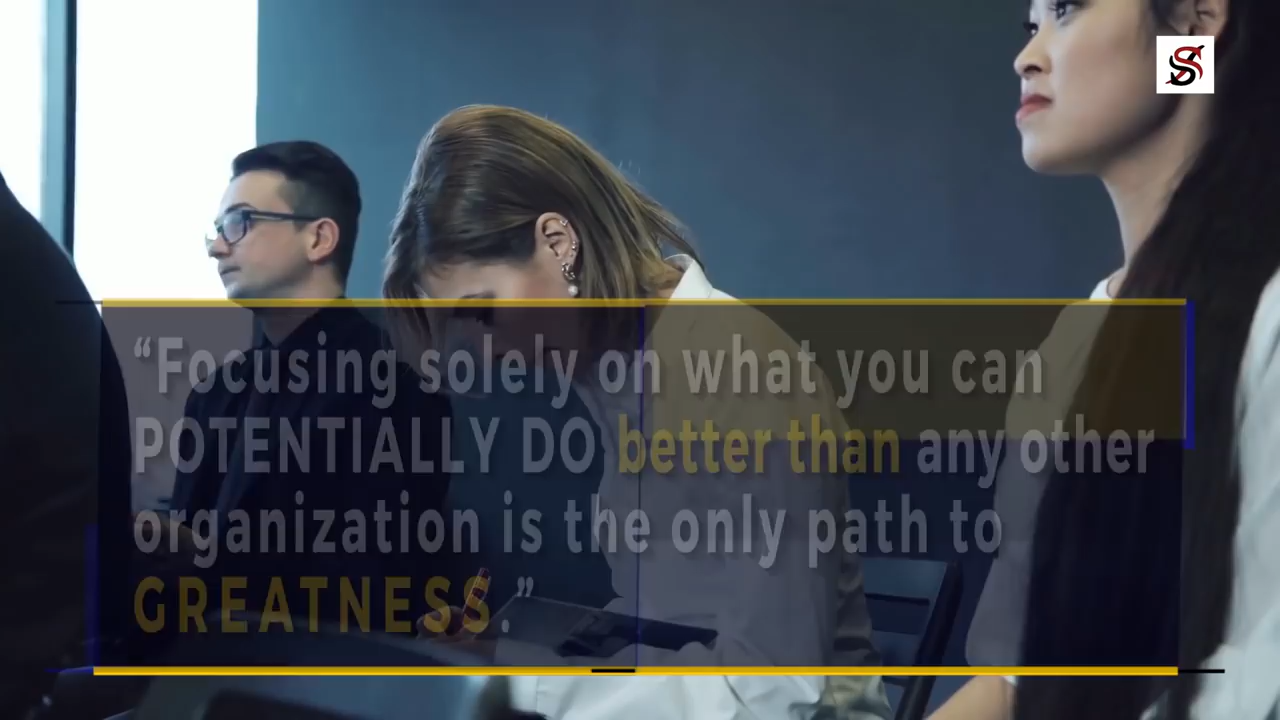 “Focusing solely on what you can
POTENTIALLY DO better than any other
organization is the only path to
GREATNESS.”